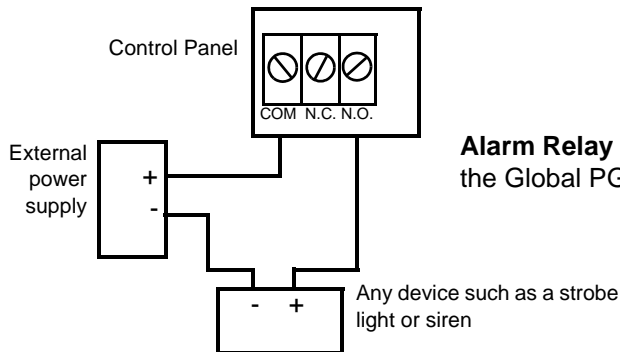 Control Panel
COM N.C. N.O.
External
power
supply
+
-
Alarm Relay
the Global PG
- +
Any device such as a strobe
light or siren